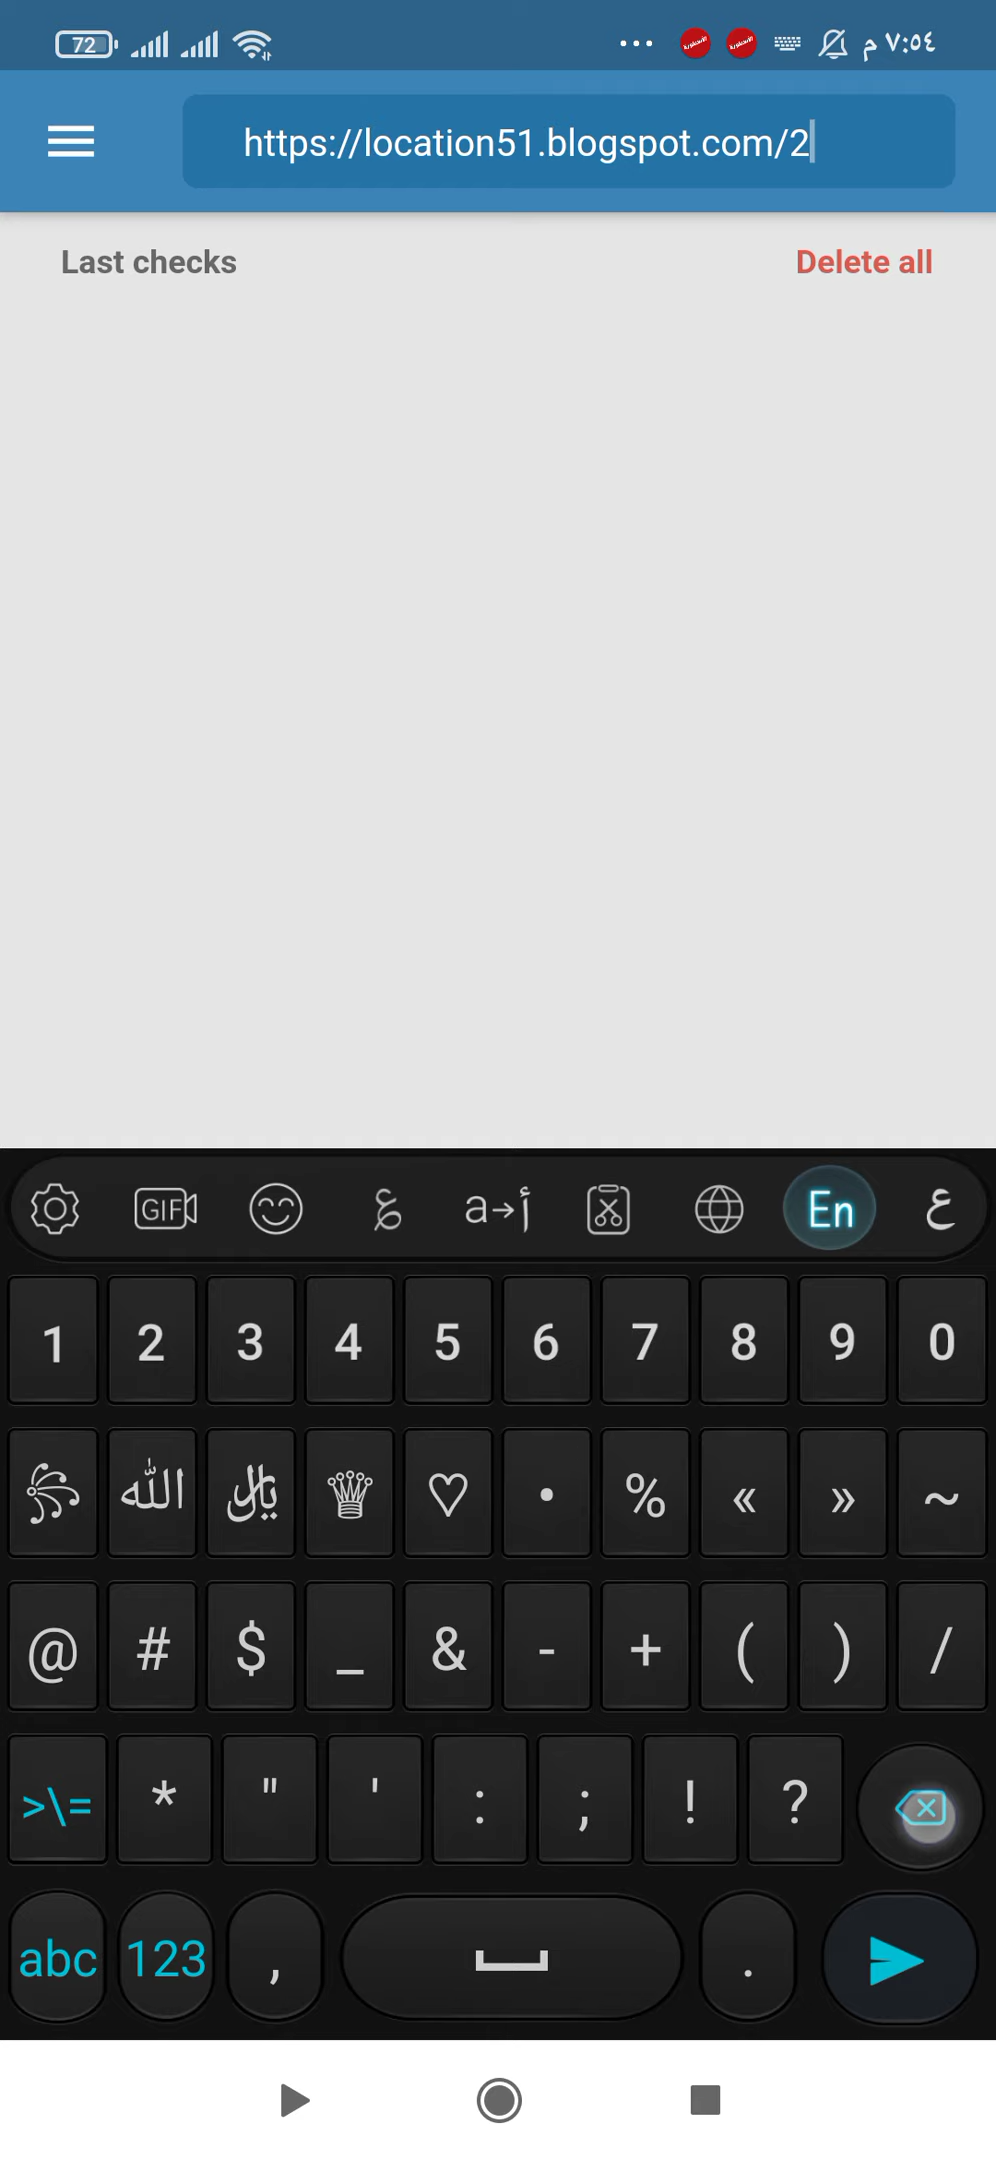 72 ٧:٥٤ م
https://location51.blogspot.com/2
Last checks Delete all
GIF ع a→أ En ع
1 2 3 4 5 6 7 8 9 0
الله ريال ♡ • % « » ~
@ # $ _ & - + ( ) /
>\= * " ' : ; ! ?
abc 123 , .